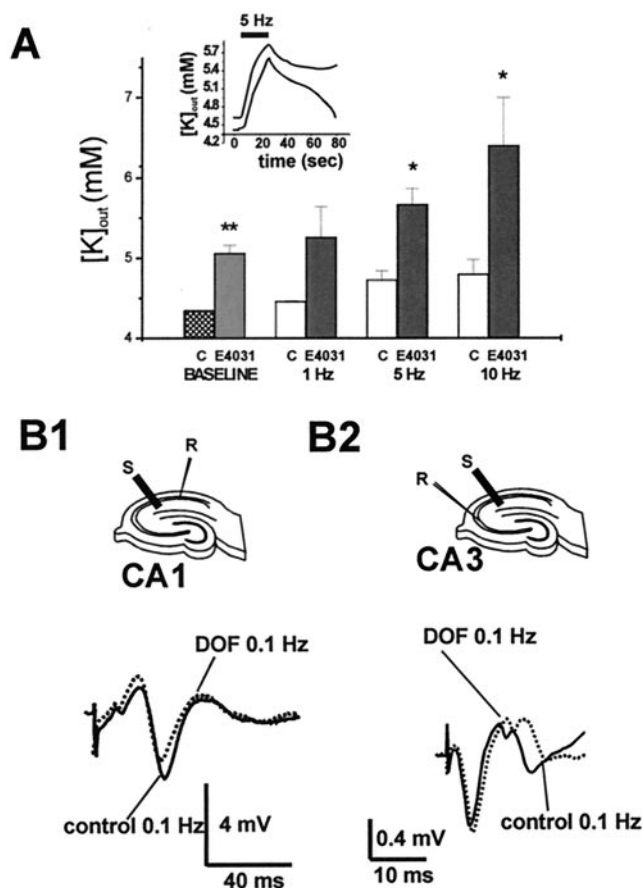 A
5 Hz
[K]out (mM)
5.7
5.4
5.1
4.8
4.5
4.2
0 20 40 60 80
time (sec)
[K]out (mM)
7
6
5
4
**
*
*
C E4031 C E4031 C E4031 C E4031
BASELINE 1 Hz 5 Hz 10 Hz
B1
S
R
CA1
DOF 0.1 Hz
control 0.1 Hz
4 mV
40 ms
B2
S
R
CA3
DOF 0.1 Hz
control 0.1 Hz
0.4 mV
10 ms